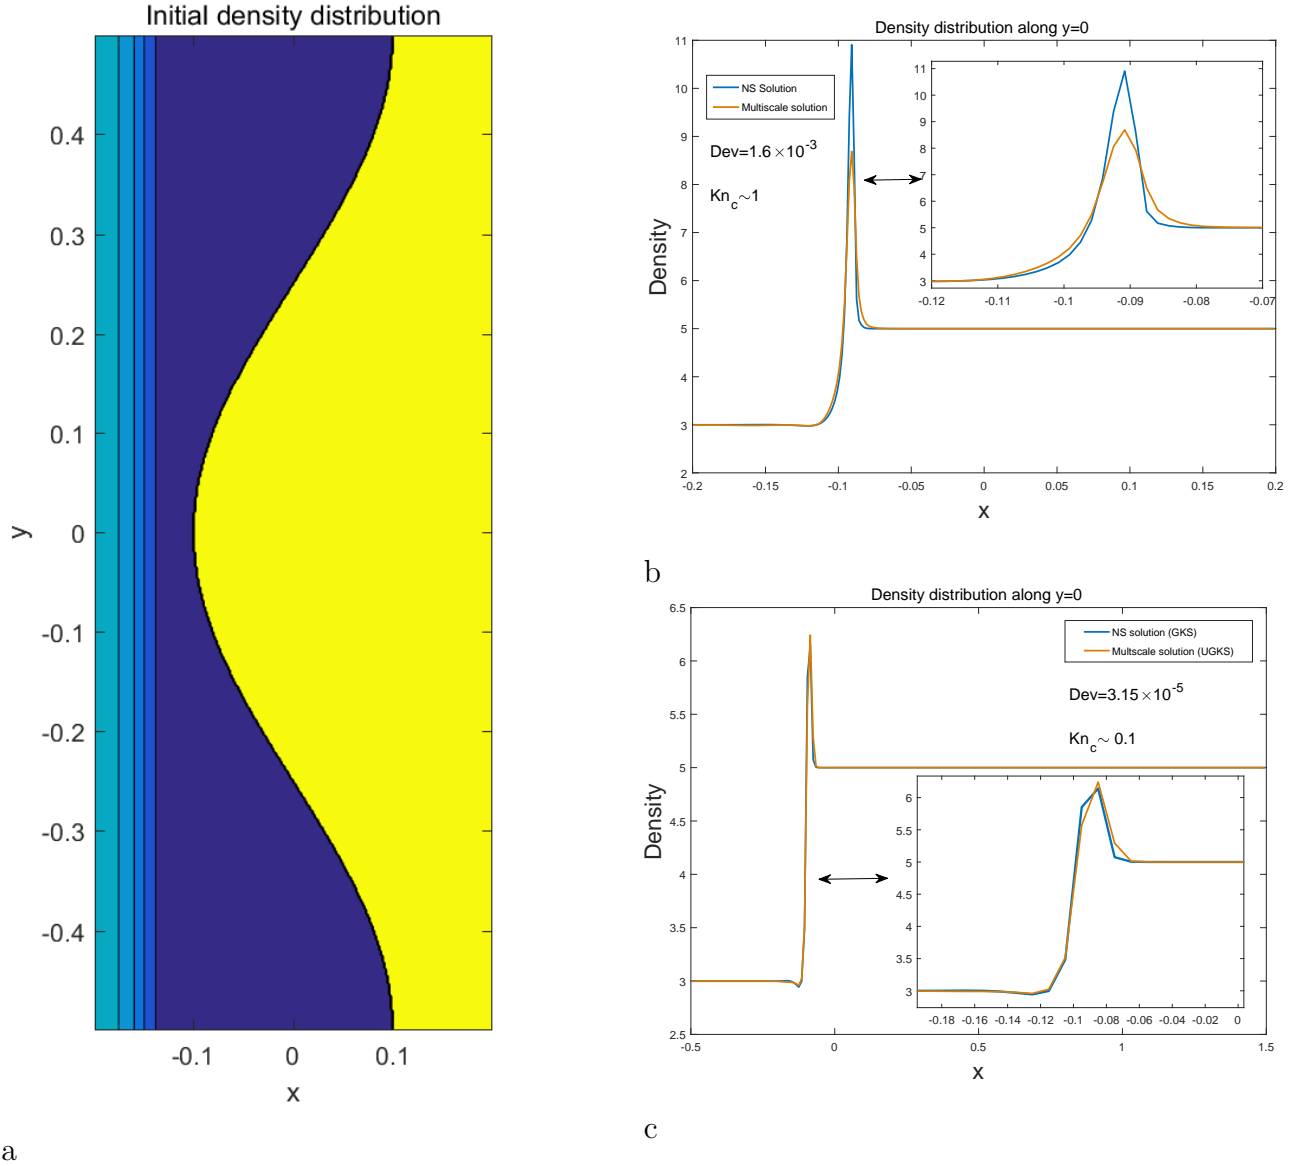 Initial density distribution
0.4
0.3
0.2
0.1
0
-0.1
-0.2
-0.3
-0.4
y
-0.1 0 0.1
x
a
Density distribution along y=0
11
10
9
8
7
6
5
4
3
2
Density
NS Solution
Multiscale solution
Dev=1.6×10-3
Knc~1
11
10
9
8
7
6
5
4
3
-0.12 -0.11 -0.1 -0.09 -0.08 -0.07
-0.2 -0.15 -0.1 -0.05 0 0.05 0.1 0.15 0.2
x
b
Density distribution along y=0
6.5
6
5.5
5
4.5
4
3.5
3
2.5
Density
NS solution (GKS)
Multscale solution (UGKS)
Dev=3.15×10-5
Knc~ 0.1
6
5.5
5
4.5
4
3.5
3
-0.18 -0.16 -0.14 -0.12 -0.1 -0.08 -0.06 -0.04 -0.02 0
-0.5 0 0.5 1 1.5
x
c